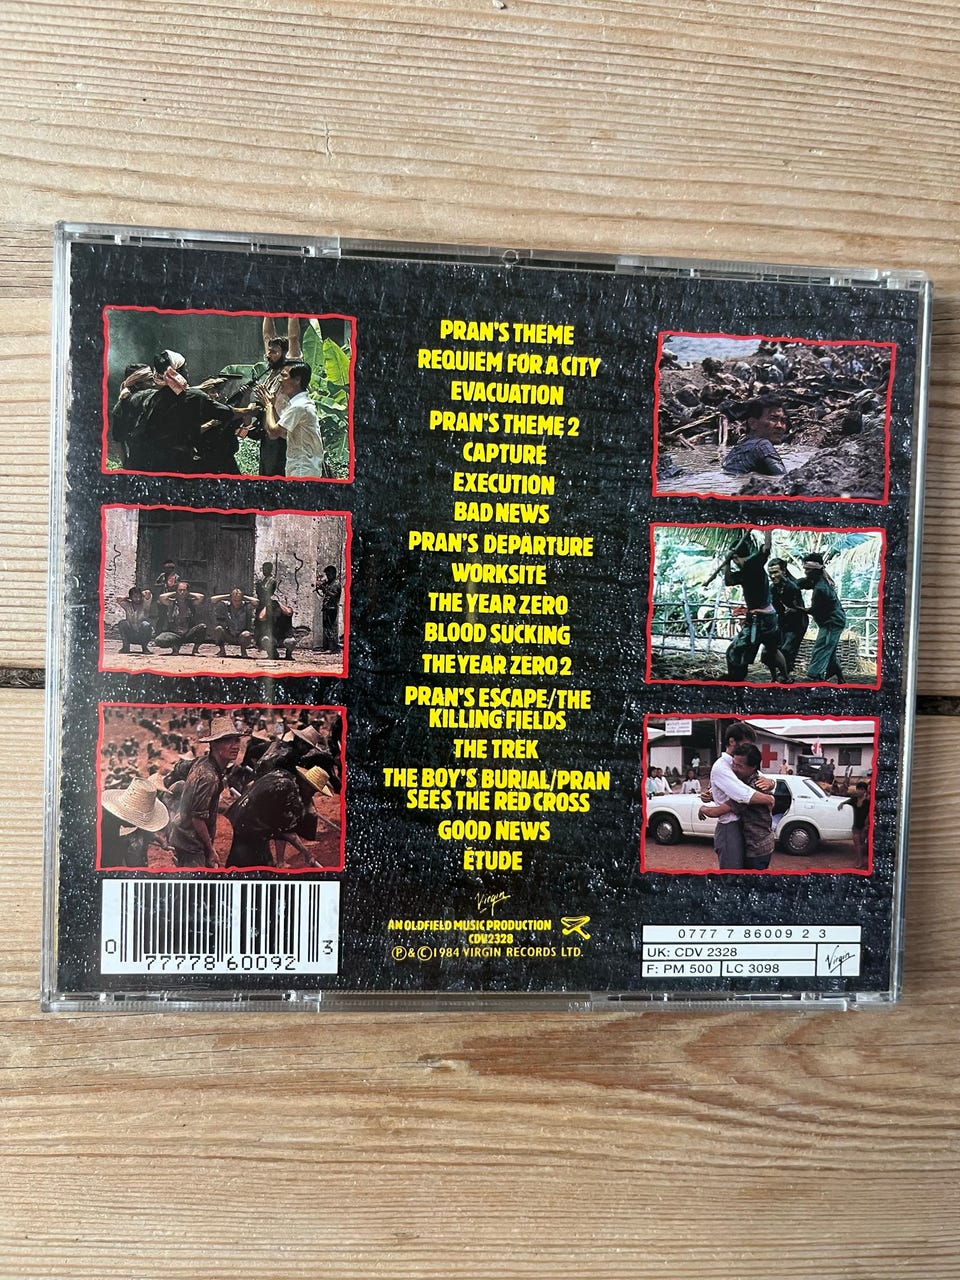 PRAN'S THEME
REQUIEM FOR A CITY
EVACUATION
PRAN'S THEME 2
CAPTURE
EXECUTION
BAD NEWS
PRAN'S DEPARTURE
WORKSITE
THE YEAR ZERO
BLOOD SUCKING
THE YEAR ZERO 2
PRAN'S ESCAPE/THE
KILLING FIELDS
THE TREK
THE BOY'S BURIAL/PRAN
SEES THE RED CROSS
GOOD NEWS
ÉTUDE
Virgin
AN OLDFIELD MUSIC PRODUCTION
CDV2328
Ⓟ&©1984 VIRGIN RECORDS LTD.
0 77778 60092 3
0777 7 86009 2 3
UK: CDV 2328
F: PM 500 LC 3098
Virgin